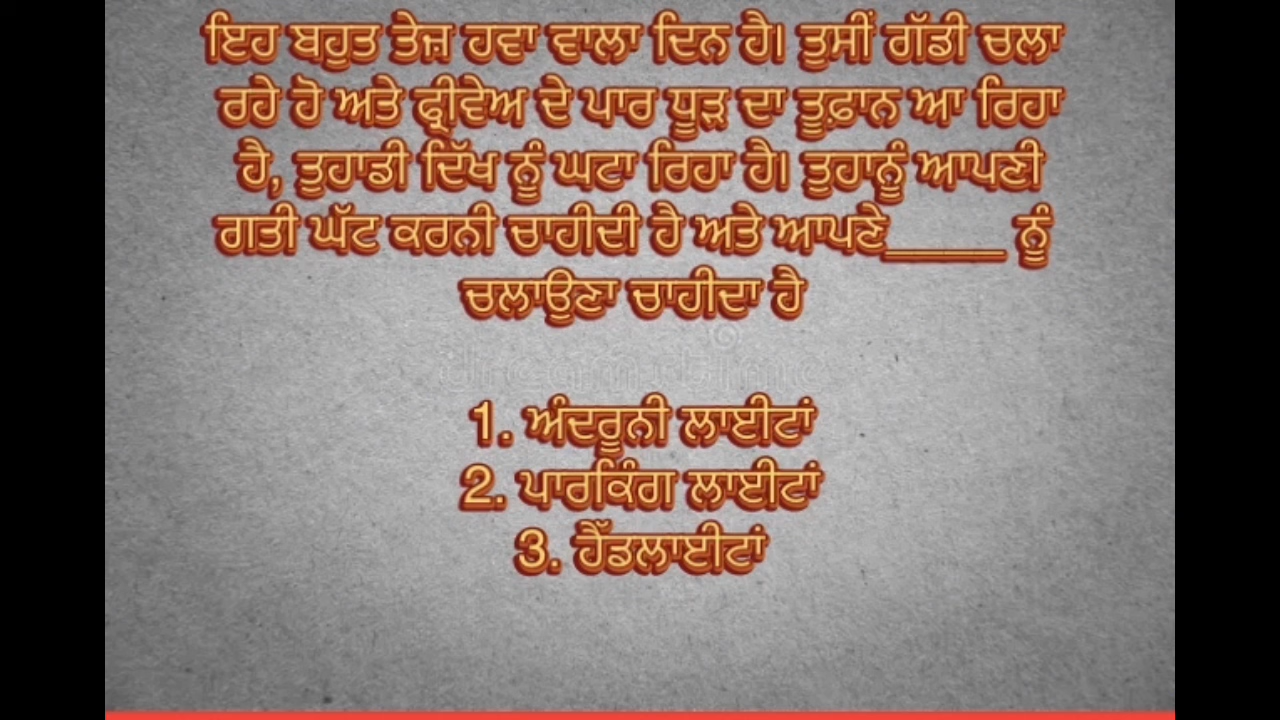 ਇਹ ਬਹੁਤ ਤੇਜ਼ ਹਵਾ ਵਾਲਾ ਦਿਨ ਹੈ। ਤੁਸੀਂ ਗੱਡੀ ਚਲਾ
ਰਹੇ ਹੋ ਅਤੇ ਫ੍ਰੀਵੇਅ ਦੇ ਪਾਰ ਧੂੜ ਦਾ ਤੂਫ਼ਾਨ ਆ ਰਿਹਾ
ਹੈ, ਤੁਹਾਡੀ ਦਿੱਖ ਨੂੰ ਘਟਾ ਰਿਹਾ ਹੈ। ਤੁਹਾਨੂੰ ਆਪਣੀ
ਗਤੀ ਘੱਟ ਕਰਨੀ ਚਾਹੀਦੀ ਹੈ ਅਤੇ ਆਪਣੇ_____ ਨੂੰ
ਚਲਾਉਣਾ ਚਾਹੀਦਾ ਹੈ
dreamstime
1. ਅੰਦਰੂਨੀ ਲਾਈਟਾਂ
2. ਪਾਰਕਿੰਗ ਲਾਈਟਾਂ
3. ਹੈੱਡਲਾਈਟਾਂ